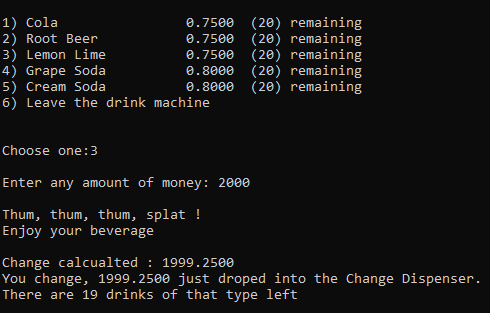 1) Cola 0.7500 (20) remaining
2) Root Beer 0.7500 (20) remaining
3) Lemon Lime 0.7500 (20) remaining
4) Grape Soda 0.8000 (20) remaining
5) Cream Soda 0.8000 (20) remaining
6) Leave the drink machine
Choose one:3
Enter any amount of money: 2000
Thum, thum, thum, splat !
Enjoy your beverage
Change calcualted : 1999.2500
You change, 1999.2500 just droped into the Change Dispenser.
There are 19 drinks of that type left